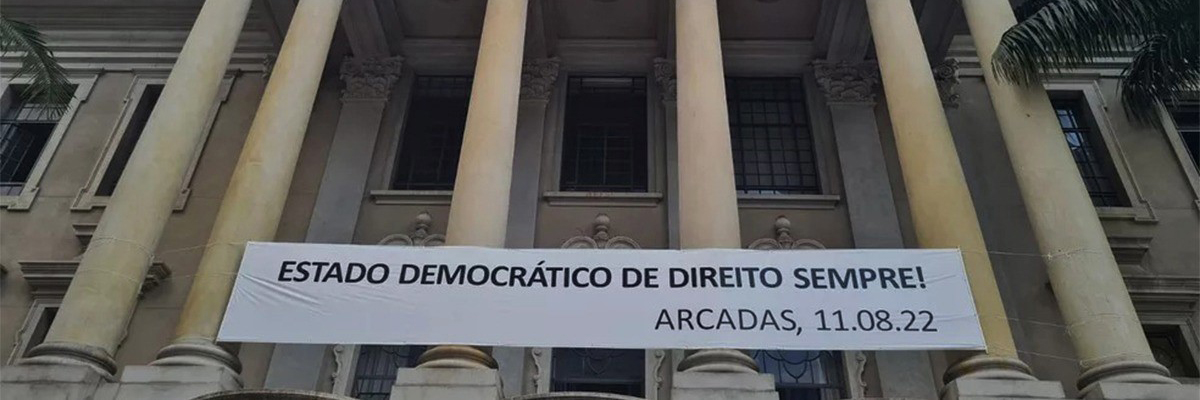 ESTADO DEMOCRÁTICO DE DIREITO SEMPRE!
ARCADAS, 11.08.22